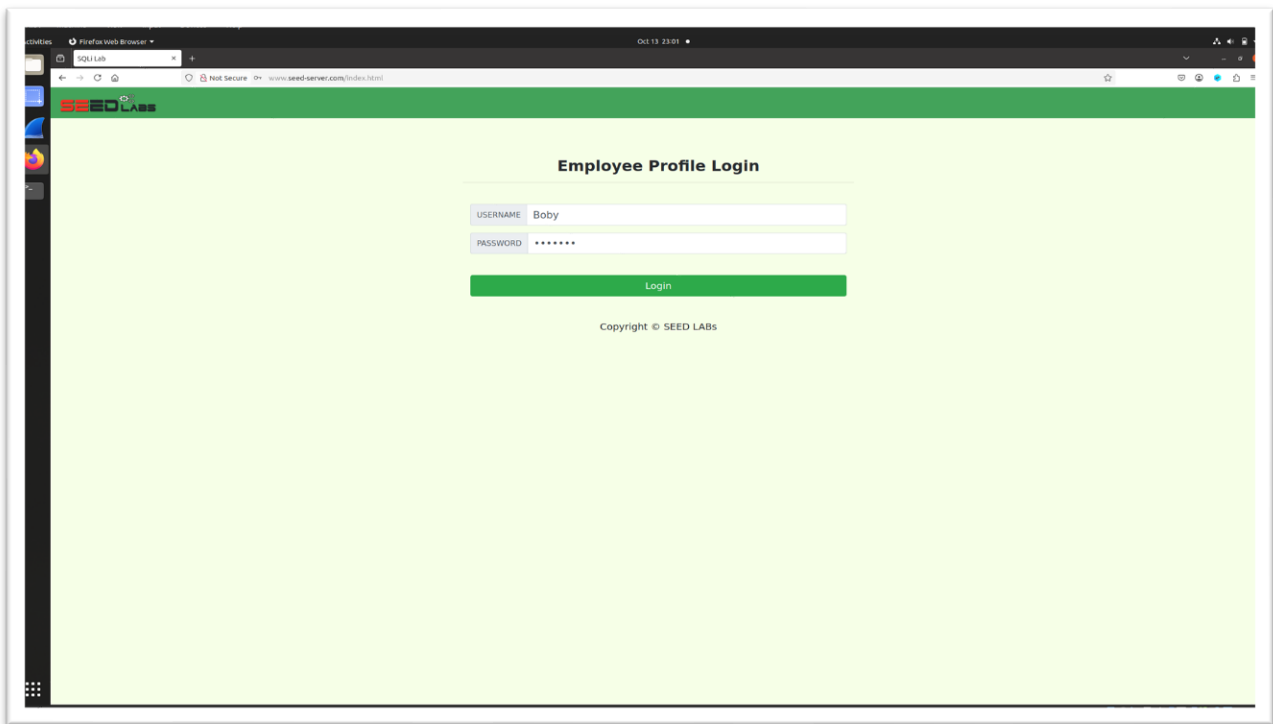 Activities Firefox Web Browser Oct 13 23:01
SQLi Lab
Not Secure www.seed-server.com/index.html
SEED LABS
Employee Profile Login
USERNAME Boby
PASSWORD •••••••
Login
Copyright © SEED LABs